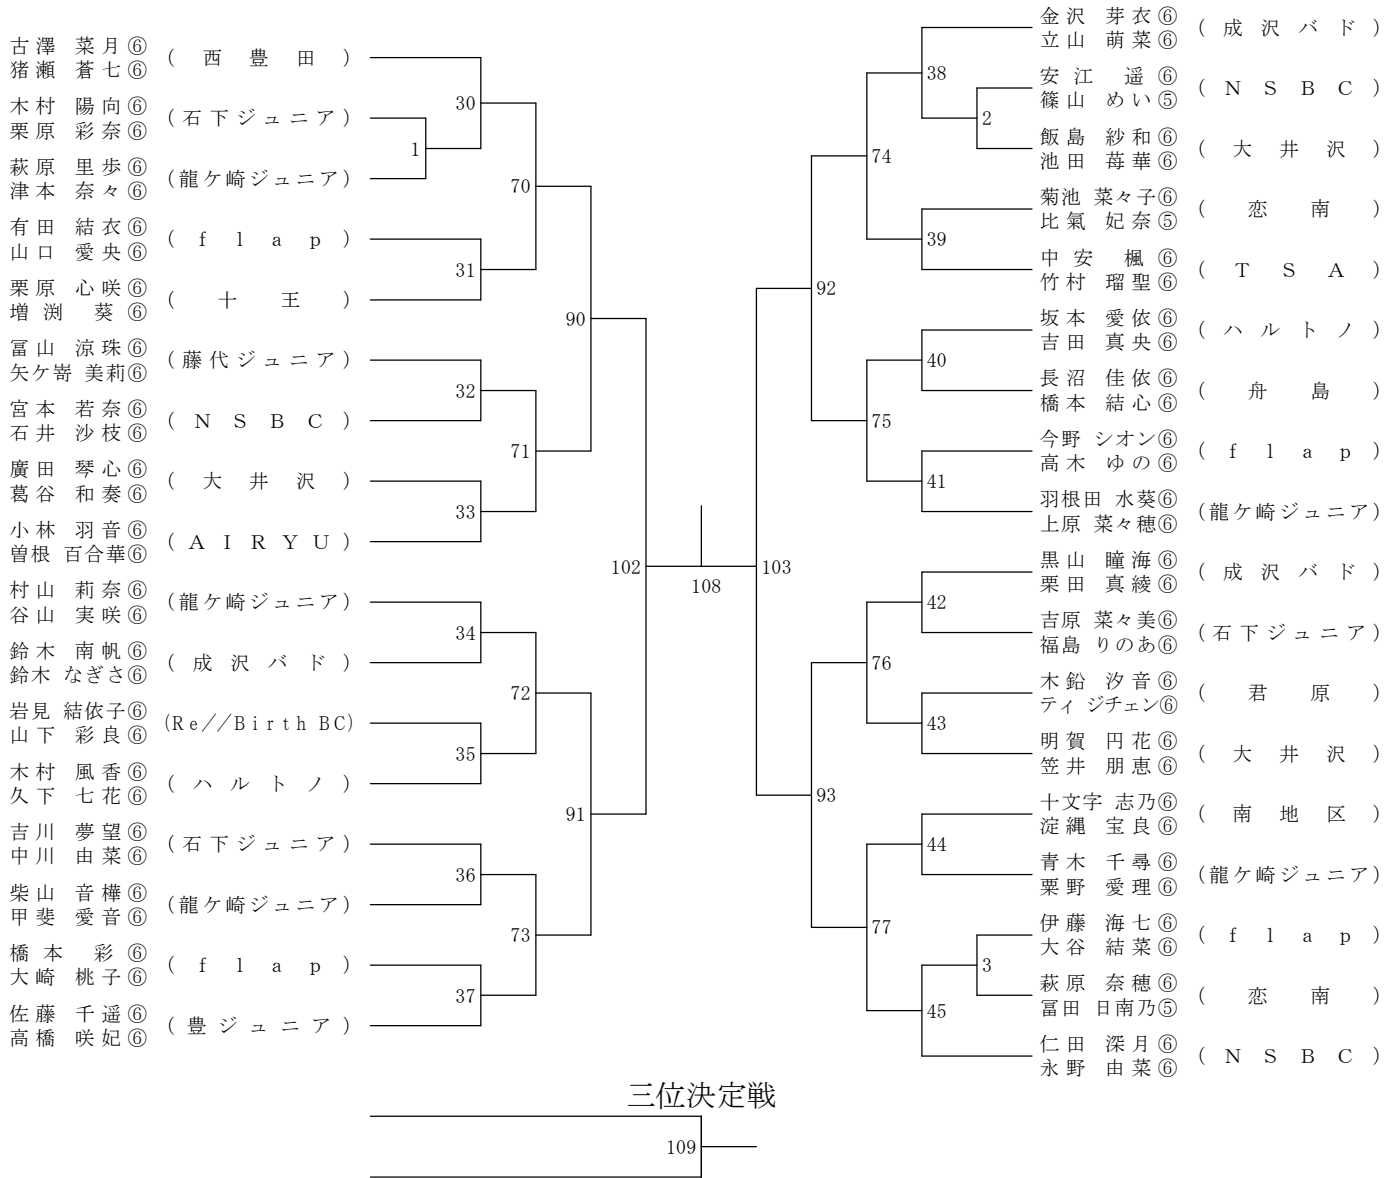 古澤 菜月⑥
猪瀬 蒼七⑥
(西豊田)
木村 陽向⑥
栗原 彩奈⑥
(石下ジュニア)
萩原 里歩⑥
津本 奈々⑥
(龍ケ崎ジュニア)
有田 結衣⑥
山口 愛央⑥
(flap)
栗原 心咲⑥
増渕 葵⑥
(十王)
冨山 涼珠⑥
矢ケ嵜 美莉⑥
(藤代ジュニア)
宮本 若奈⑥
石井 沙枝⑥
(NSBC)
廣田 琴心⑥
葛谷 和奏⑥
(大井沢)
小林 羽音⑥
曽根 百合華⑥
(AIRYU)
村山 莉奈⑥
谷山 実咲⑥
(龍ケ崎ジュニア)
鈴木 南帆⑥
鈴木 なぎさ⑥
(成沢バド)
岩見 結依子⑥
山下 彩良⑥
(Re//Birth BC)
木村 風香⑥
久下 七花⑥
(ハルトノ)
吉川 夢望⑥
中川 由菜⑥
(石下ジュニア)
柴山 音樺⑥
甲斐 愛音⑥
(龍ケ崎ジュニア)
橋本 彩⑥
大崎 桃子⑥
(flap)
佐藤 千遥⑥
高橋 咲妃⑥
(豊ジュニア)
1
30
31
32
33
34
35
36
37
70
71
72
73
90
91
102
108
103
92
93
74
75
76
77
38
39
40
41
42
43
44
45
2
3
金沢 芽衣⑥
立山 萌菜⑥
(成沢バド)
安江 遥⑥
篠山 めい⑤
(NSBC)
飯島 紗和⑥
池田 苺華⑥
(大井沢)
菊池 菜々子⑥
比氣 妃奈⑤
(恋南)
中安 楓⑥
竹村 瑠聖⑥
(TSA)
坂本 愛依⑥
吉田 真央⑥
(ハルトノ)
長沼 佳依⑥
橋本 結心⑥
(舟島)
今野 シオン⑥
高木 ゆの⑥
(flap)
羽根田 水葵⑥
上原 菜々穂⑥
(龍ケ崎ジュニア)
黒山 瞳海⑥
栗田 真綾⑥
(成沢バド)
吉原 菜々美⑥
福島 りのあ⑥
(石下ジュニア)
木鉛 汐音⑥
ティ ジチェン⑥
(君原)
明賀 円花⑥
笠井 朋恵⑥
(大井沢)
十文字 志乃⑥
淀縄 宝良⑥
(南地区)
青木 千尋⑥
粟野 愛理⑥
(龍ケ崎ジュニア)
伊藤 海七⑥
大谷 結菜⑥
(flap)
萩原 奈穂⑥
冨田 日南乃⑤
(恋南)
仁田 深月⑥
永野 由菜⑥
(NSBC)
三位決定戦
109